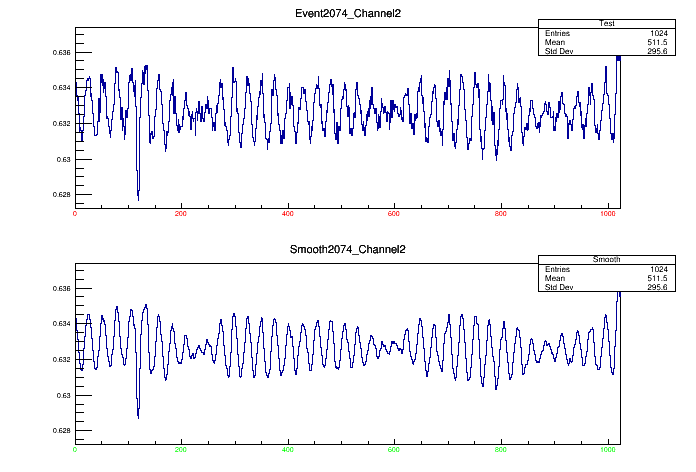 Event2074_Channel2
Test
Entries 1024
Mean 511.5
Std Dev 295.6
0.636
0.634
0.632
0.63
0.628
0 200 400 600 800 1000
Smooth2074_Channel2
Smooth
Entries 1024
Mean 511.5
Std Dev 295.6
0.636
0.634
0.632
0.63
0.628
0 200 400 600 800 1000